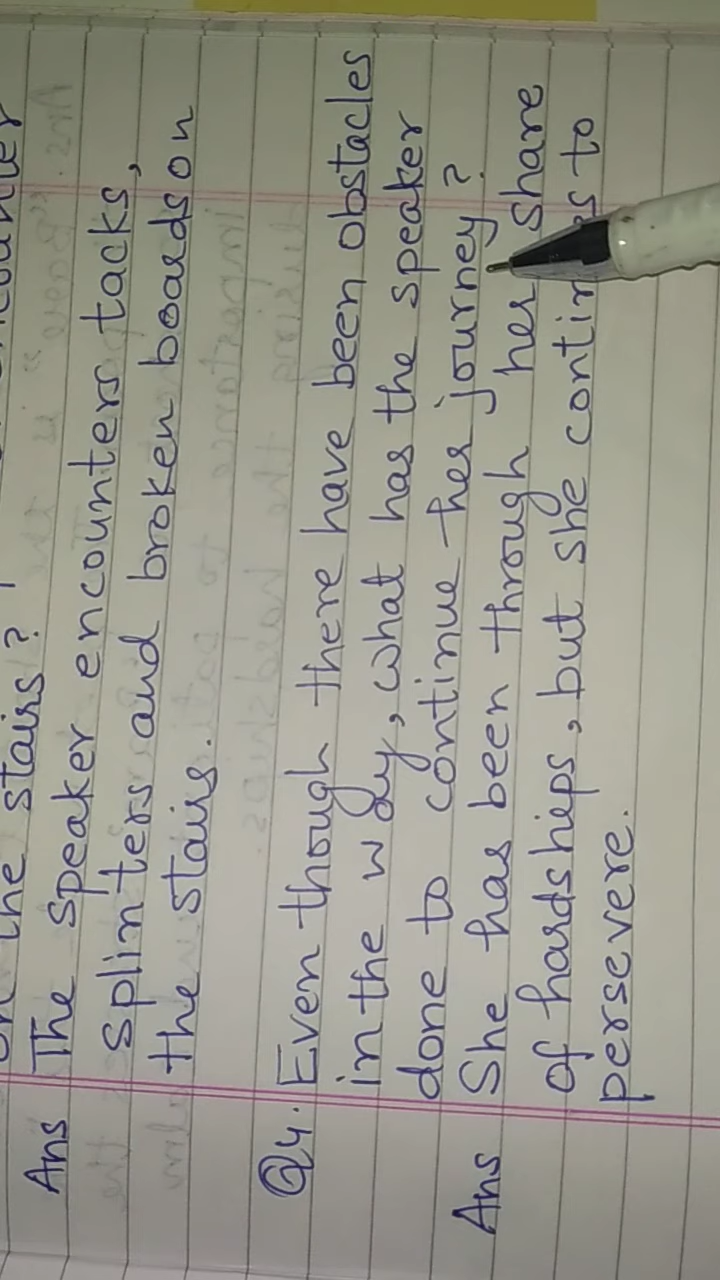 on the stairs?
Ans The speaker encounters tacks,
splinters and broken boards on
the stairs.
Q4. Even though there have been obstacles
in the way, what has the speaker
done to continue her journey?
Ans She has been through her share
of hardships, but she continues to
persevere.